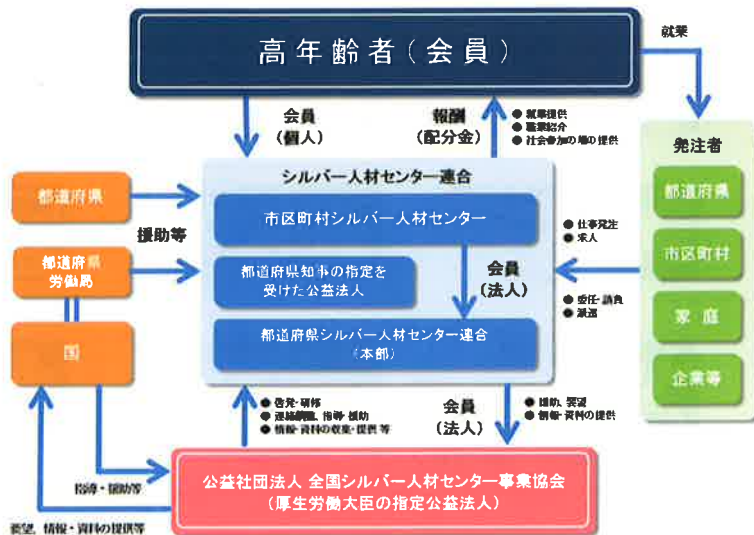 高年齢者（会員）
就業
会員
（個人）
報酬
（配分金）
● 就業提供
● 職業紹介
● 社会参加の場の提供
発注者
都道府県
市区町村
家庭
企業等
シルバー人材センター連合
市区町村シルバー人材センター
都道府県知事の指定を
受けた公益法人
会員
（法人）
都道府県シルバー人材センター連合
（本部）
都道府県
援助等
都道府県
労働局
国
● 仕事発生
● 求人
● 委任・請負
● 派遣
● 啓発・研修
● 連絡調整、指導・援助
● 情報・資料の収集・提供 等
会員
（法人）
● 援助、要望
● 情報・資料の提供
公益社団法人 全国シルバー人材センター事業協会
（厚生労働大臣の指定公益法人）
指導・援助等
要望、情報・資料の提供等